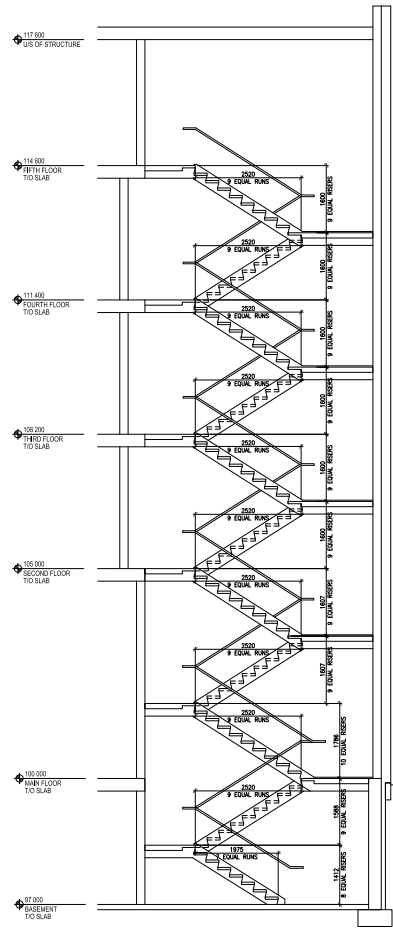 117 600
U/S OF STRUCTURE
114 600
FIFTH FLOOR
T/O SLAB
2520
9 EQUAL RUNS
1600
9 EQUAL RISERS
2520
9 EQUAL RUNS
1600
9 EQUAL RISERS
111 400
FOURTH FLOOR
T/O SLAB
2520
9 EQUAL RUNS
1600
9 EQUAL RISERS
2520
9 EQUAL RUNS
1600
9 EQUAL RISERS
108 200
THIRD FLOOR
T/O SLAB
2520
9 EQUAL RUNS
1600
9 EQUAL RISERS
2520
9 EQUAL RUNS
1600
9 EQUAL RISERS
105 000
SECOND FLOOR
T/O SLAB
2520
9 EQUAL RUNS
1607
9 EQUAL RISERS
2520
9 EQUAL RUNS
1607
9 EQUAL RISERS
2520
9 EQUAL RUNS
1786
10 EQUAL RISERS
100 000
MAIN FLOOR
T/O SLAB
2520
9 EQUAL RUNS
1588
9 EQUAL RISERS
1975
EQUAL RUNS
1412
8 EQUAL RISERS
97 000
BASEMENT
T/O SLAB